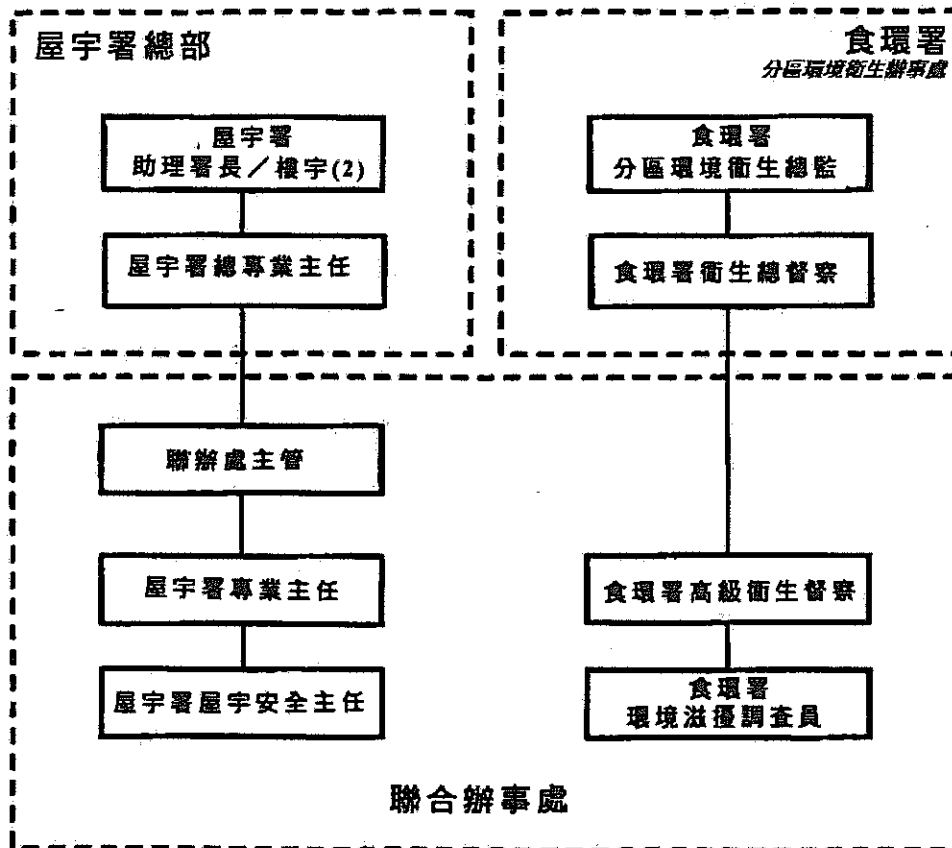 屋宇署總部
食環署
分區環境衞生辦事處
屋宇署
助理署長／樓宇(2)
屋宇署總專業主任
食環署
分區環境衞生總監
食環署衞生總督察
聯辦處主管
屋宇署專業主任
屋宇署屋宇安全主任
食環署高級衞生督察
食環署
環境滋擾調查員
聯合辦事處